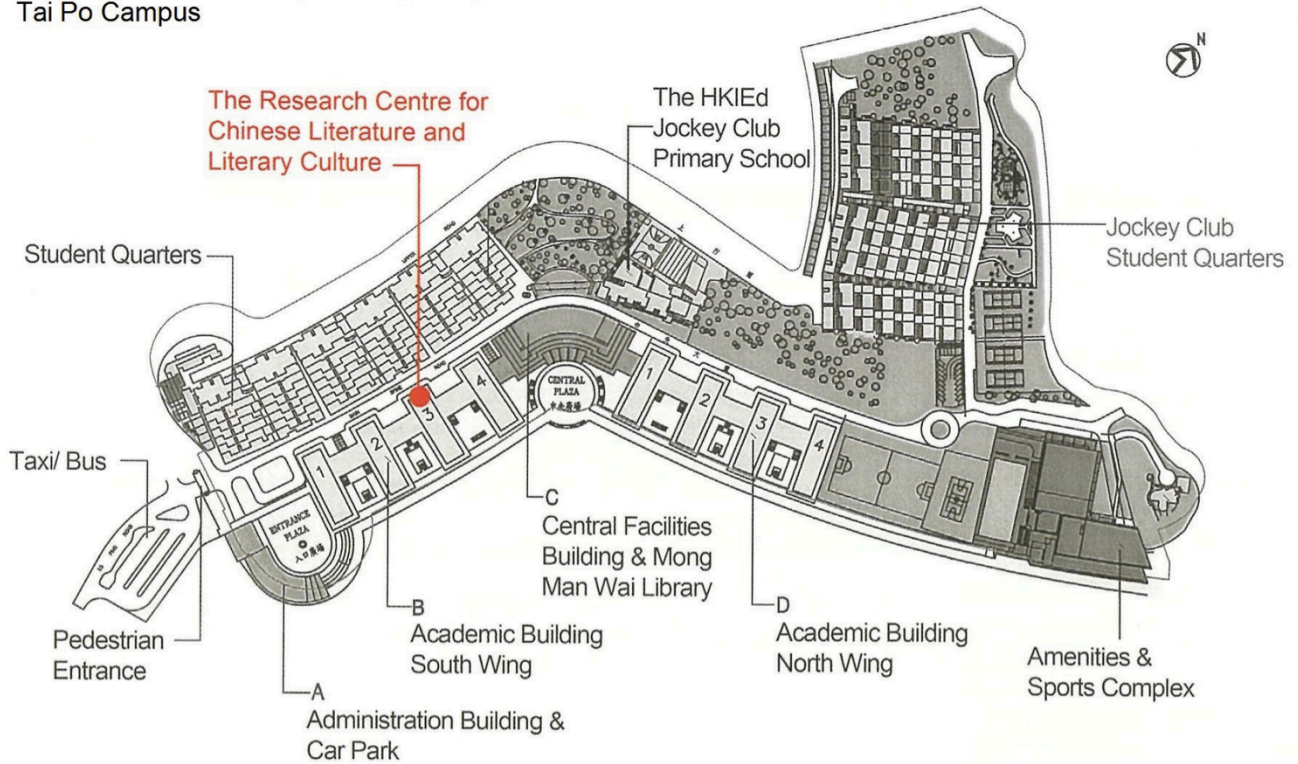 Tai Po Campus
N
The Research Centre for
Chinese Literature and
Literary Culture
The HKIEd
Jockey Club
Primary School
Jockey Club
Student Quarters
Student Quarters
Taxi/ Bus
1
2
3
4
CENTRAL
PLAZA
中央廣場
1
2
3
4
ENTRANCE
PLAZA
入口廣場
Pedestrian
Entrance
A
Administration Building &
Car Park
B
Academic Building
South Wing
C
Central Facilities
Building & Mong
Man Wai Library
D
Academic Building
North Wing
Amenities &
Sports Complex